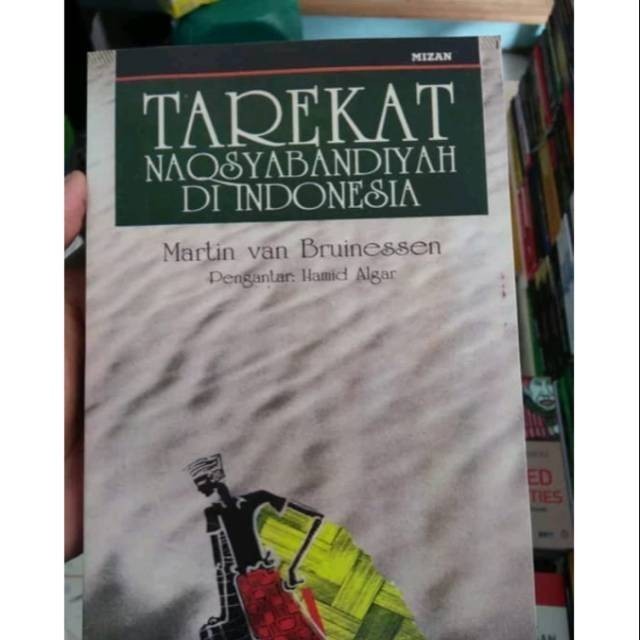 MIZAN
TAREKAT
NAQSYABANDIYAH
DI INDONESIA
Martin van Bruinessen
Pengantar: Hamid Algar
ED
TIES